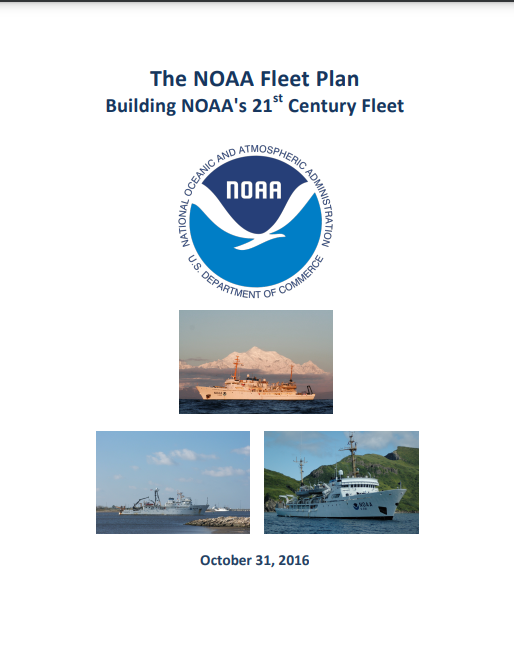 The NOAA Fleet Plan
Building NOAA's 21st Century Fleet
NATIONAL OCEANIC AND ATMOSPHERIC ADMINISTRATION
NOAA
U.S. DEPARTMENT OF COMMERCE
NOAA
October 31, 2016